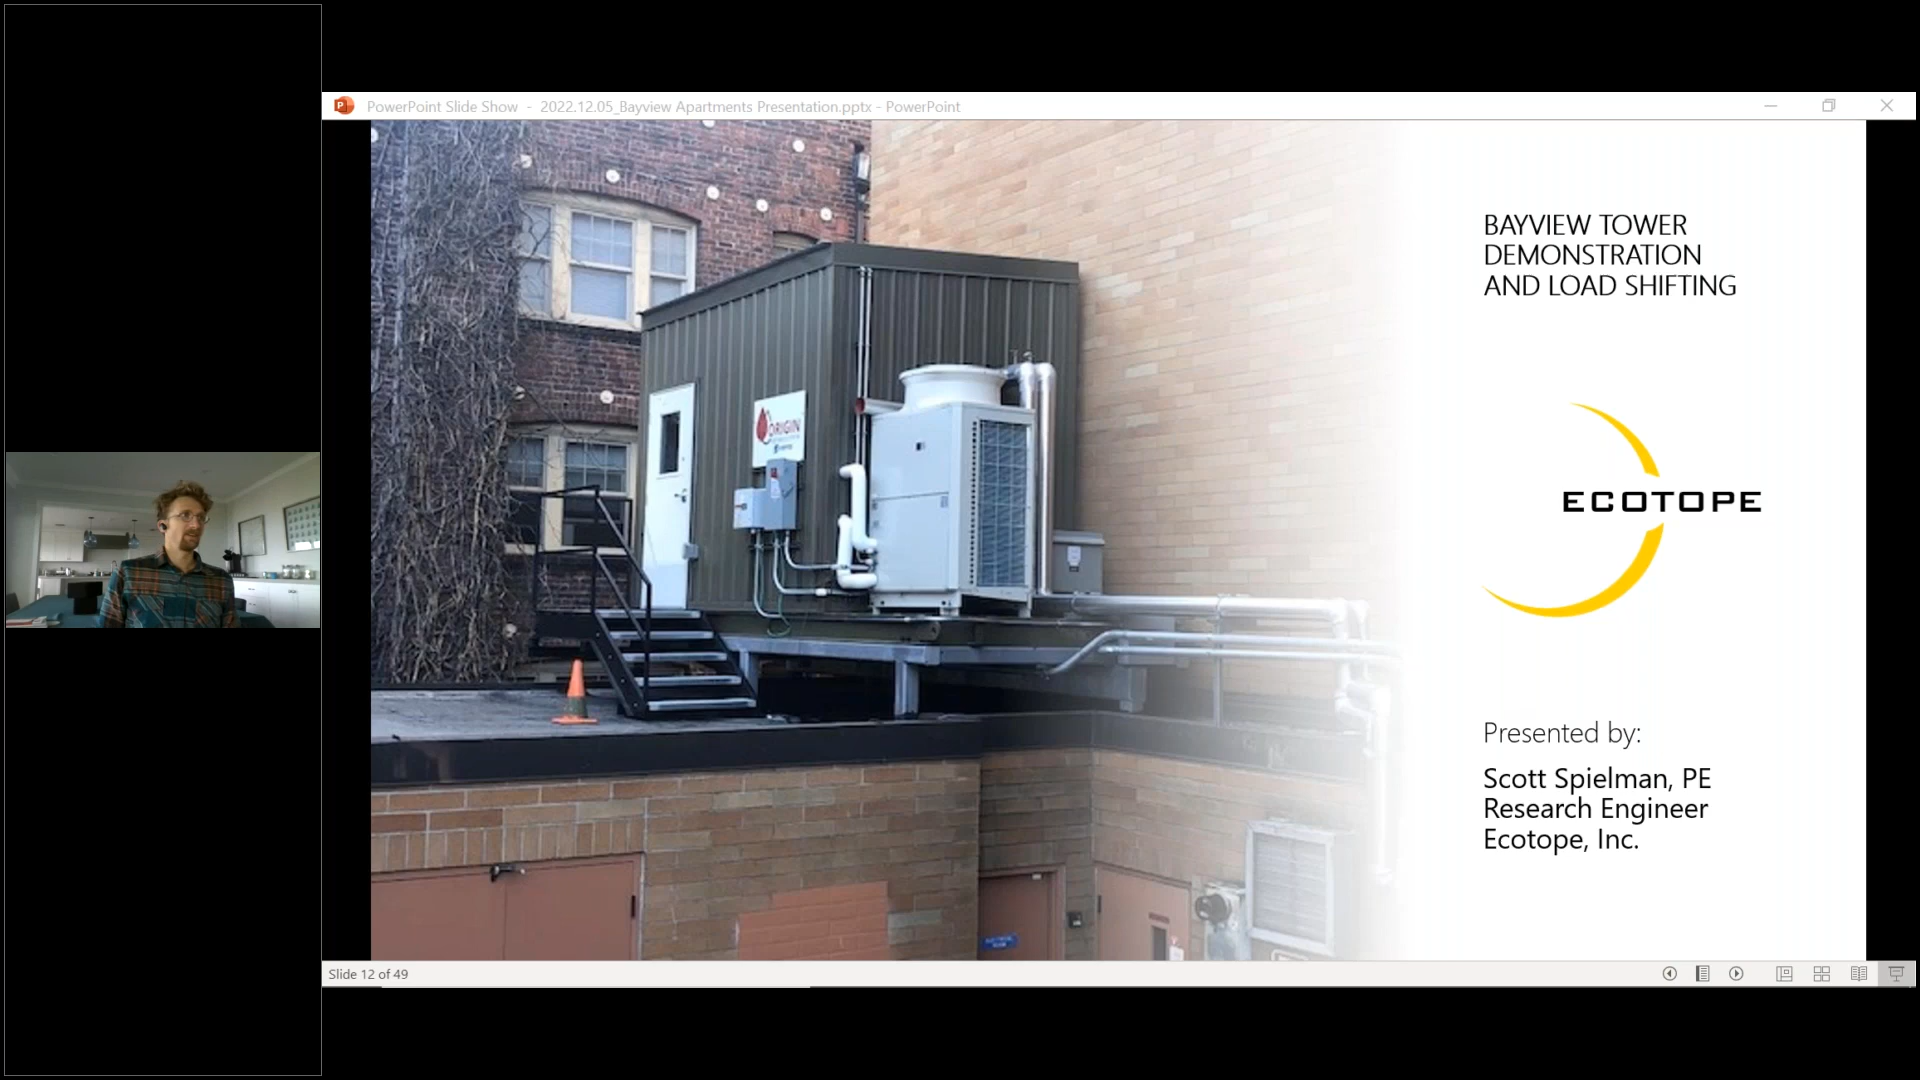 PowerPoint Slide Show - 2022.12.05_Bayview Apartments Presentation.pptx - PowerPoint
BAYVIEW TOWER
DEMONSTRATION
AND LOAD SHIFTING
ORIGIN
ECOTOPE
Presented by:
Scott Spielman, PE
Research Engineer
Ecotope, Inc.
Slide 12 of 49